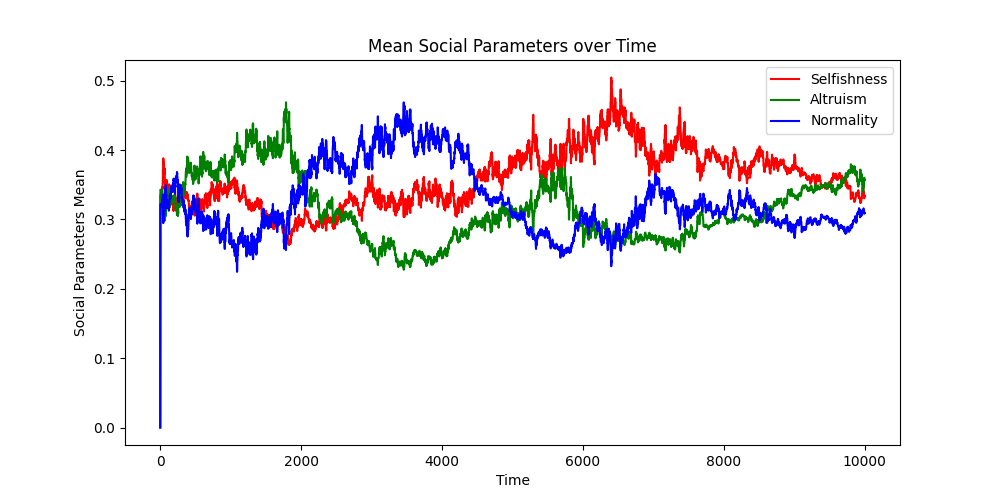 Mean Social Parameters over Time
Selfishness
Altruism
Normality
Social Parameters Mean
0.5
0.4
0.3
0.2
0.1
0.0
0
2000
4000
6000
8000
10000
Time